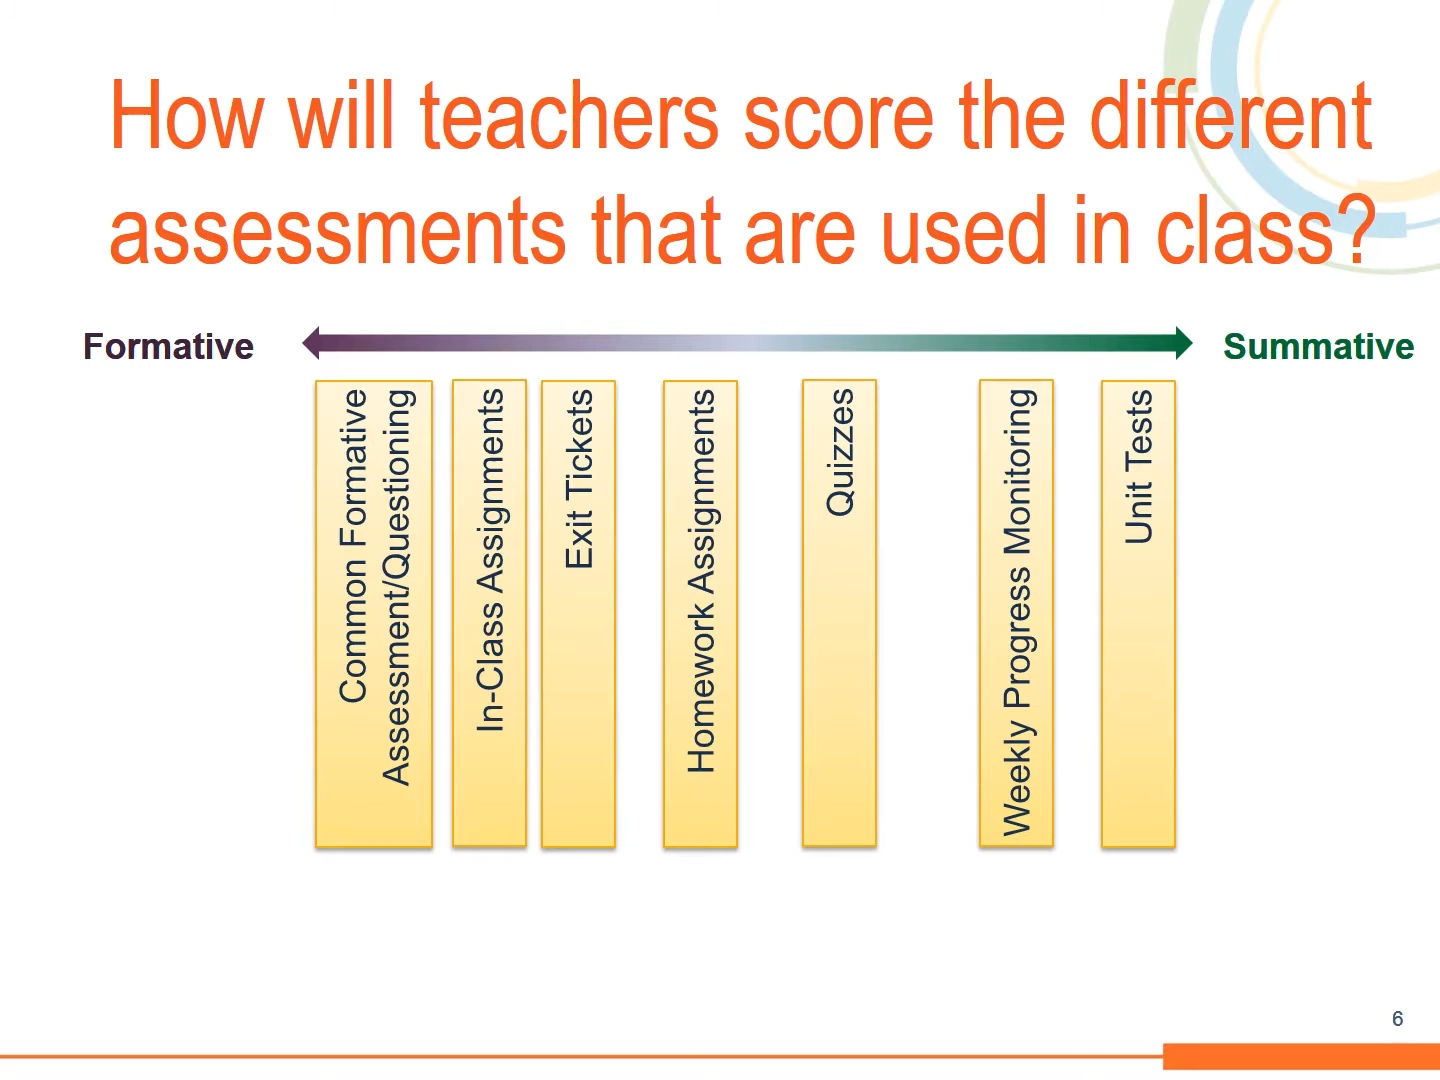 How will teachers score the different
assessments that are used in class?
Formative
Summative
Common Formative
Assessment/Questioning
In-Class Assignments
Exit Tickets
Homework Assignments
Quizzes
Weekly Progress Monitoring
Unit Tests
6